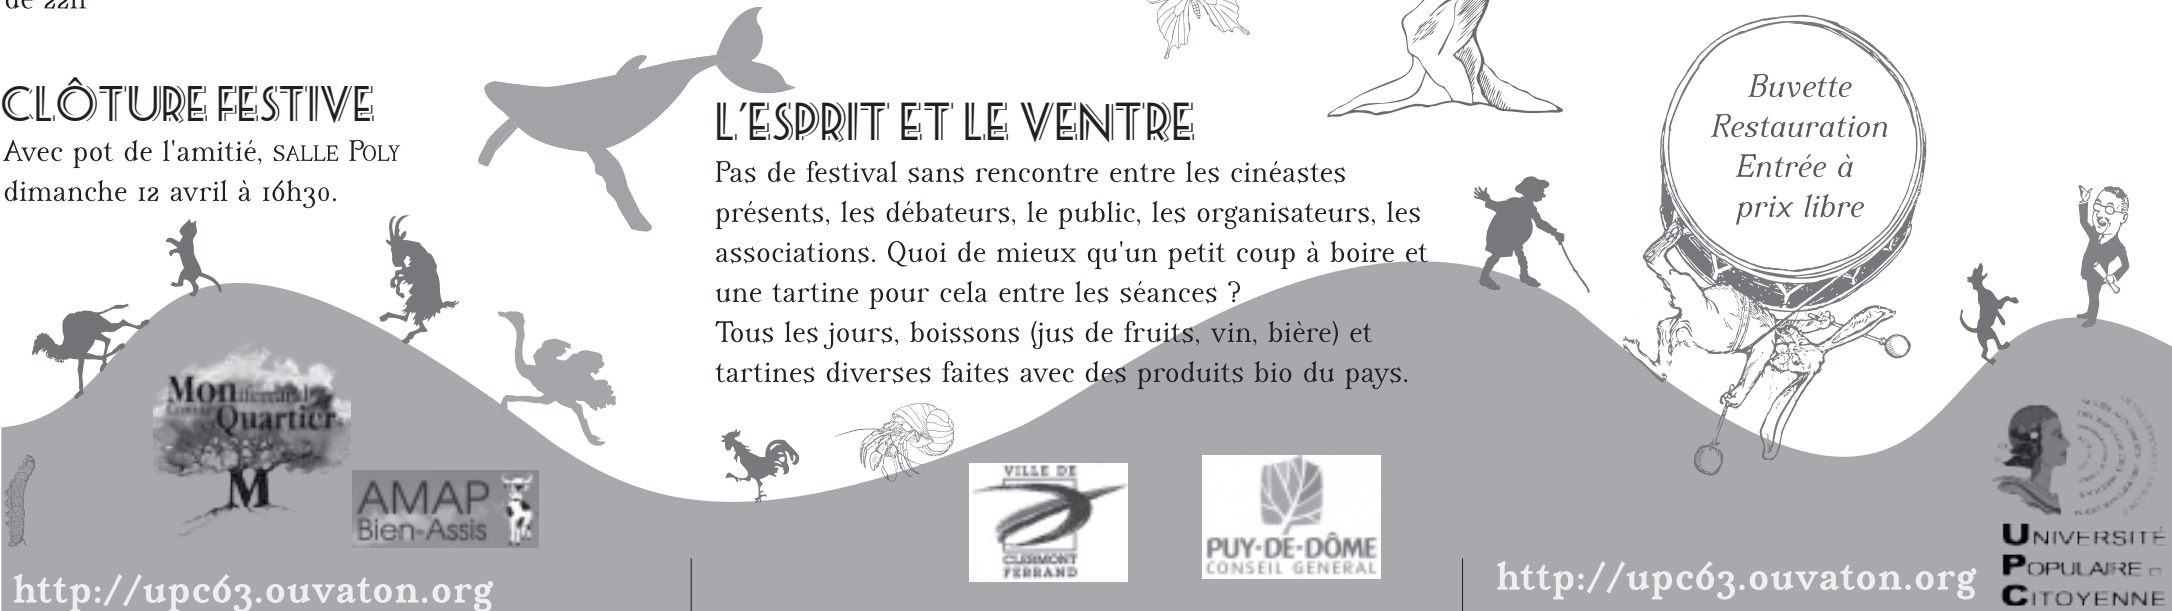 de 22h
CLÔTURE FESTIVE
Avec pot de l'amitié, SALLE POLY
dimanche 12 avril à 16h30.
L'ESPRIT ET LE VENTRE
Pas de festival sans rencontre entre les cinéastes
présents, les débateurs, le public, les organisateurs, les
associations. Quoi de mieux qu'un petit coup à boire et
une tartine pour cela entre les séances ?
Tous les jours, boissons (jus de fruits, vin, bière) et
tartines diverses faites avec des produits bio du pays.
Buvette
Restauration
Entrée à
prix libre
Mon
Quartier
M
AMAP
Bien-Assis
VILLE DE
CLERMONT
FERRAND
PUY-DE-DÔME
CONSEIL GENERAL
UNIVERSITÉ
POPULAIRE ET
CITOYENNE
http://upc63.ouvaton.org
http://upc63.ouvaton.org